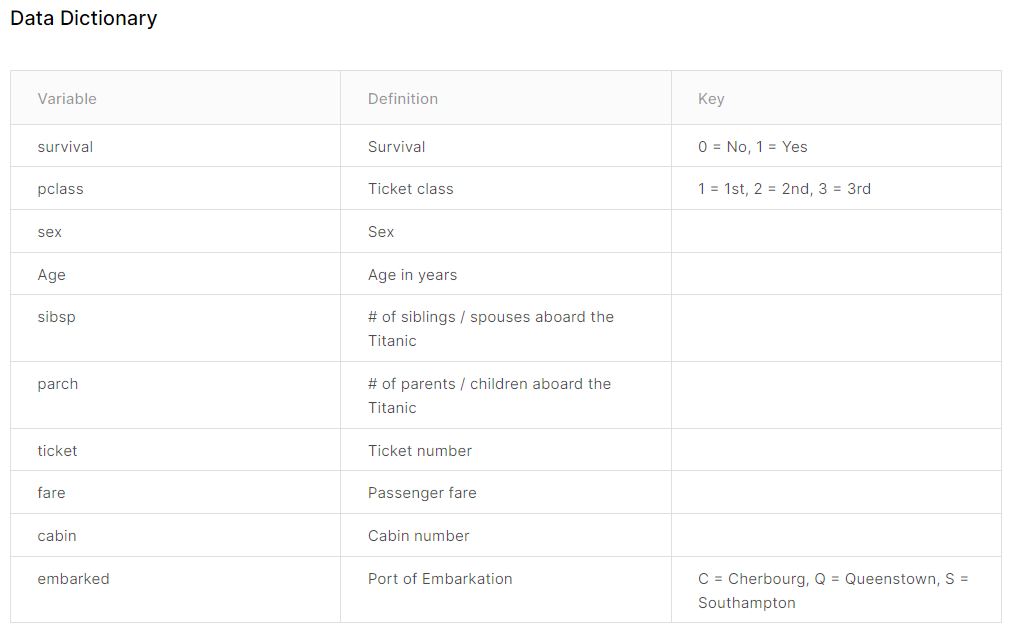 Data Dictionary
Variable Definition Key
survival Survival 0 = No, 1 = Yes
pclass Ticket class 1 = 1st, 2 = 2nd, 3 = 3rd
sex Sex
Age Age in years
sibsp # of siblings / spouses aboard the
Titanic
parch # of parents / children aboard the
Titanic
ticket Ticket number
fare Passenger fare
cabin Cabin number
embarked Port of Embarkation C = Cherbourg, Q = Queenstown, S =
Southampton